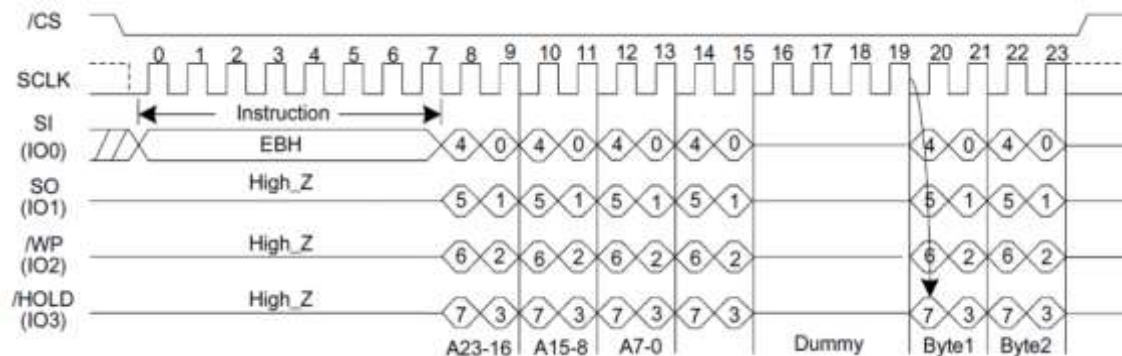 /CS
0 1 2 3 4 5 6 7 8 9 10 11 12 13 14 15 16 17 18 19 20 21 22 23
SCLK
Instruction
SI
(IO0)
EBH
4 0 4 0 4 0 4 0 4 0 4 0
SO
(IO1)
High_Z
5 1 5 1 5 1 5 1 5 1 5 1
/WP
(IO2)
High_Z
6 2 6 2 6 2 6 2 6 2 6 2
/HOLD
(IO3)
High_Z
7 3 7 3 7 3 7 3 7 3 7 3
A23-16 A15-8 A7-0 Dummy Byte1 Byte2